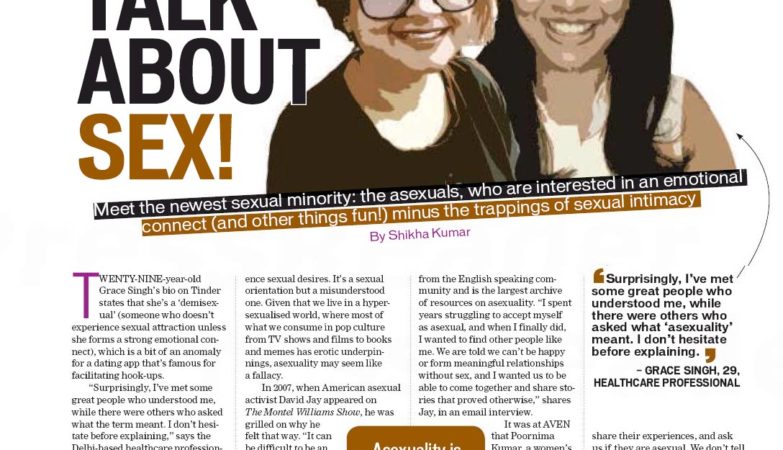 TALK
ABOUT
SEX!
Meet the newest sexual minority: the asexuals, who are interested in an emotional
connect (and other things fun!) minus the trappings of sexual intimacy
By Shikha Kumar
TWENTY-NINE-year-old
Grace Singh's bio on Tinder
states that she's a 'demisex-
ual' (someone who doesn't
experience sexual attraction unless
she forms a strong emotional con-
nect), which is a bit of an anomaly
for a dating app that's famous for
facilitating hook-ups.
"Surprisingly, I've met some
great people who understood me,
while there were others who asked
what the term meant. I don't hesi-
tate before explaining," says the
Delhi-based healthcare profession-
ence sexual desires. It's a sexual
orientation but a misunderstood
one. Given that we live in a hyper-
sexualised world, where most of
what we consume in pop culture
from TV shows and films to books
and memes has erotic underpin-
nings, asexuality may seem like
a fallacy.
In 2007, when American asexual
activist David Jay appeared on
The Montel Williams Show, he was
grilled on why he
felt that way. "It can
be difficult to be an
Asexuality is
from the English speaking com-
munity and is the largest archive
of resources on asexuality. "I spent
years struggling to accept myself
as asexual, and when I finally did,
I wanted to find other people like
me. We are told we can't be happy
or form meaningful relationships
without sex, and I wanted us to be
able to come together and share sto-
ries that proved otherwise," shares
Jay, in an email interview.
It was at AVEN
that Poornima
Kumar, a women's
‘Surprisingly, I've met
some great people who
understood me, while
there were others who
asked what 'asexuality'
meant. I don't hesitate
before explaining. ’
– GRACE SINGH, 29,
HEALTHCARE PROFESSIONAL
share their experiences, and ask
us if they are asexual. We don't tell